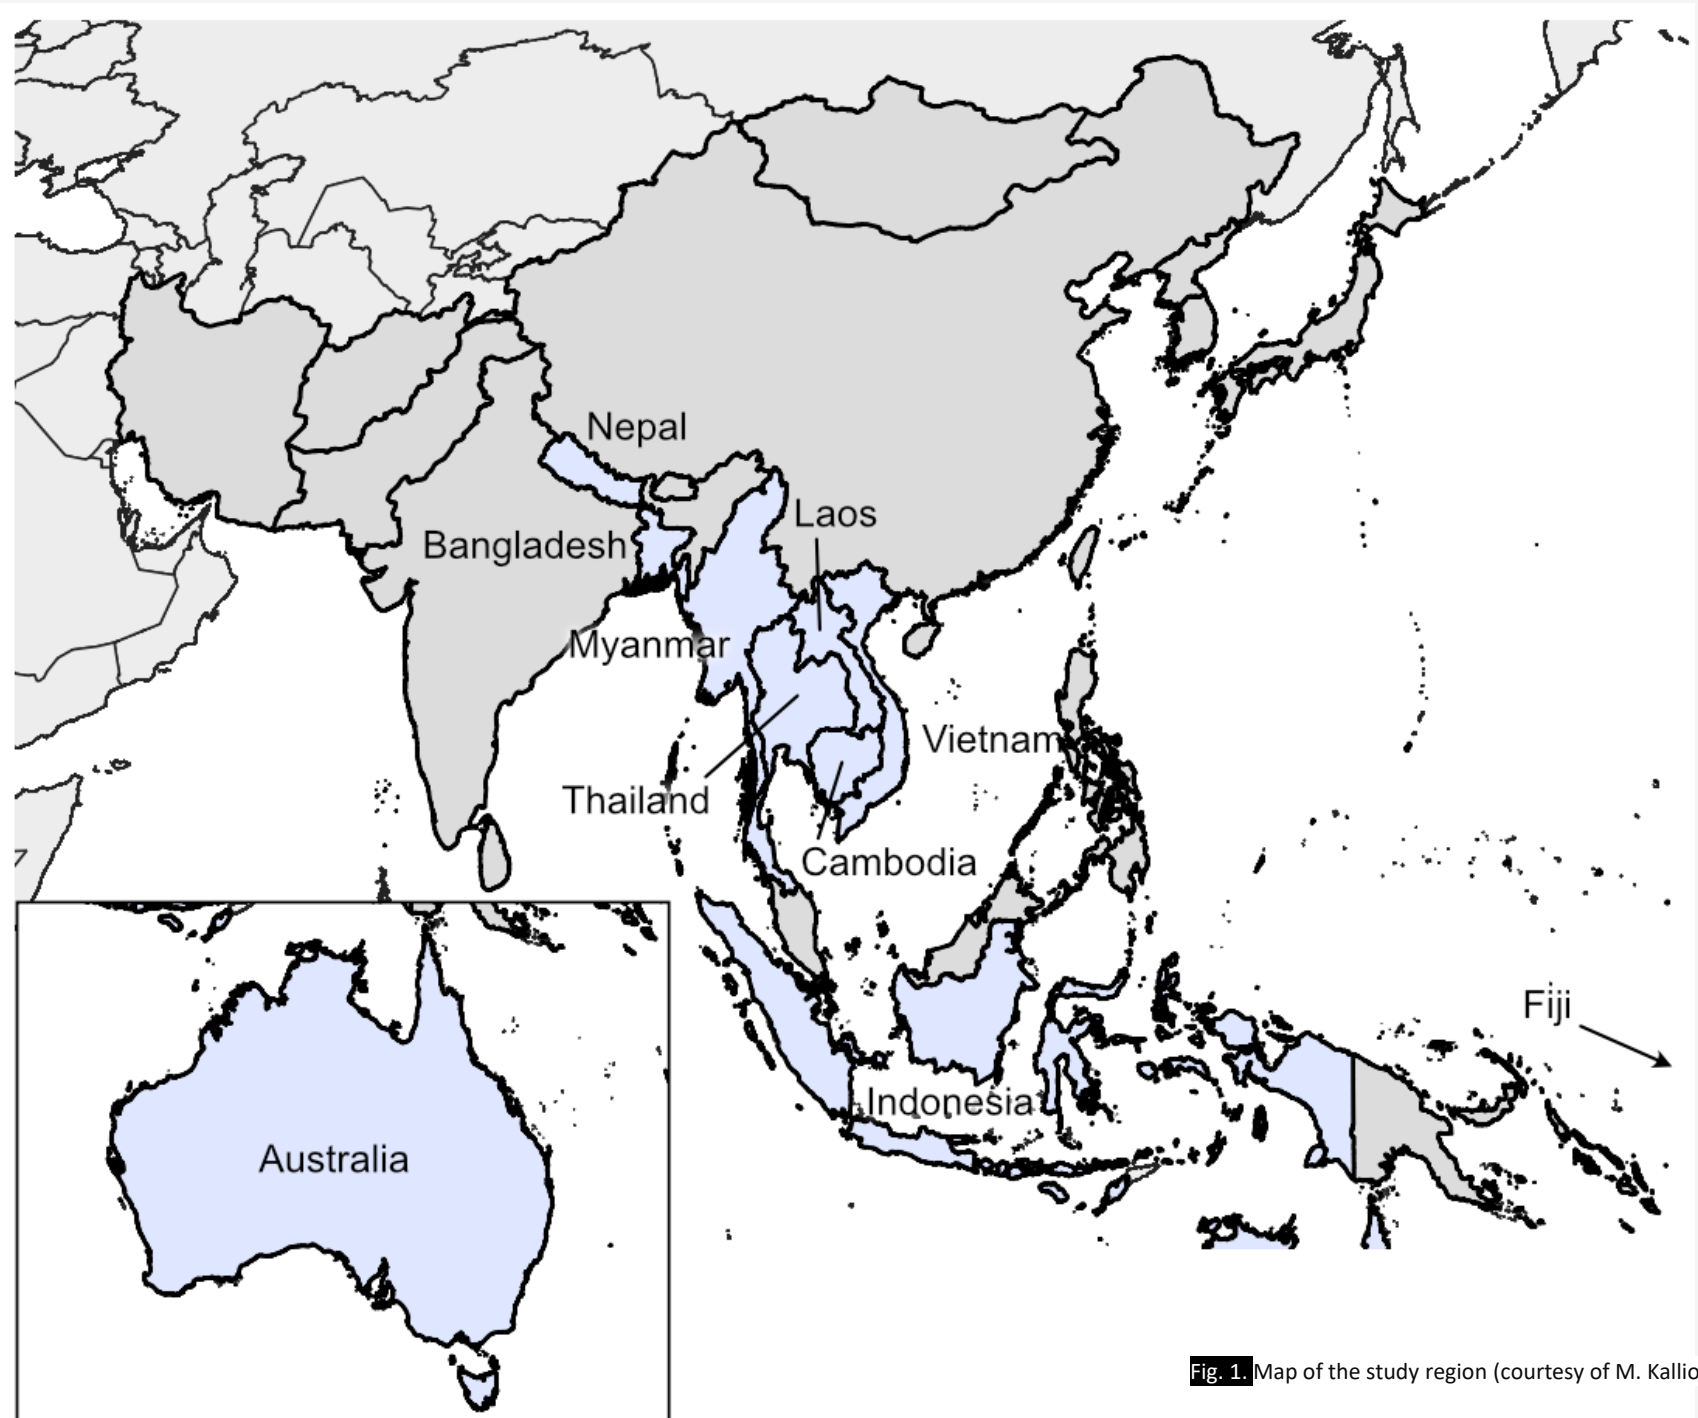 Nepal
Laos
Bangladesh
Myanmar
Vietnam
Thailand
Cambodia
Fiji
Indonesia
Australia
Fig. 1. Map of the study region (courtesy of M. Kallio